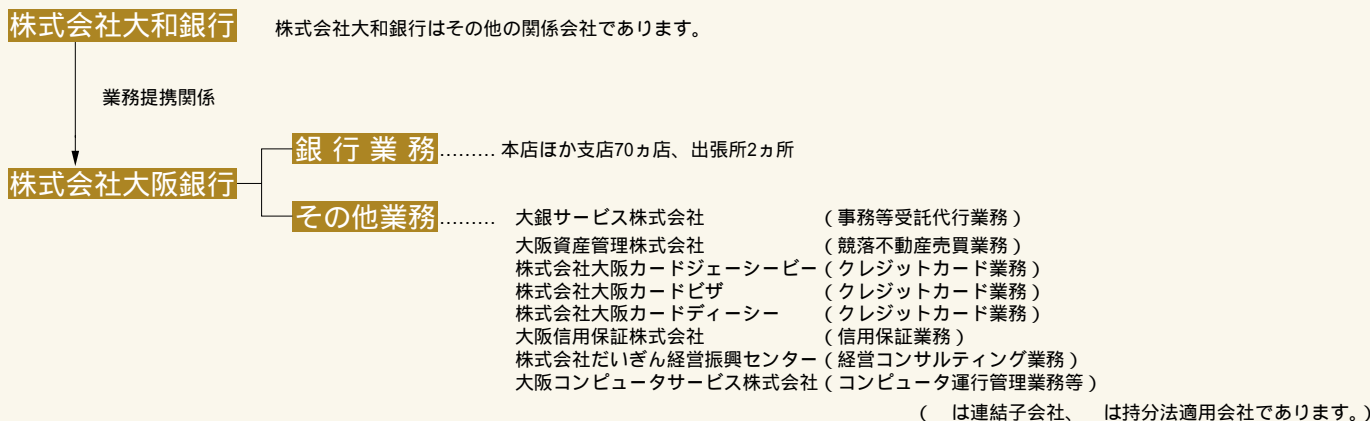 株式会社大和銀行 株式会社大和銀行はその他の関係会社であります。
業務提携関係
銀行業務......... 本店ほか支店70ヵ店、出張所2ヵ所
株式会社大阪銀行
その他業務......... 大銀サービス株式会社 (事務等受託代行業務)
大阪資産管理株式会社 (競落不動産売買業務)
株式会社大阪カードジェーシービー (クレジットカード業務)
株式会社大阪カードビザ (クレジットカード業務)
株式会社大阪カードディーシー (クレジットカード業務)
大阪信用保証株式会社 (信用保証業務)
株式会社だいぎん経営振興センター (経営コンサルティング業務)
大阪コンピュータサービス株式会社 (コンピュータ運行管理業務等)
( は連結子会社、 は持分法適用会社であります。)